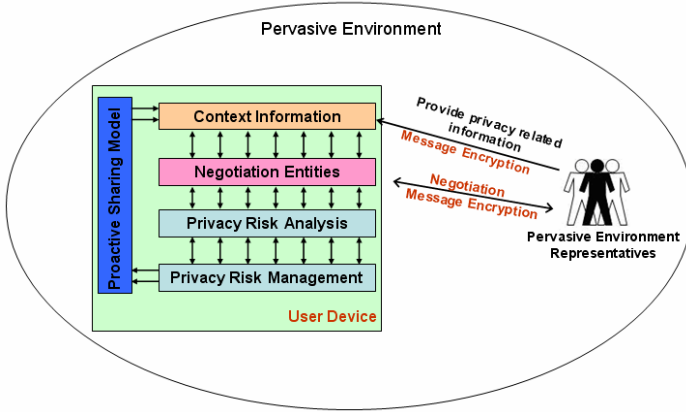 Pervasive Environment
Proactive Sharing Model
Context Information
Negotiation Entities
Privacy Risk Analysis
Privacy Risk Management
User Device
Provide privacy related
information
Message Encryption
Negotiation
Message Encryption
Pervasive Environment
Representatives